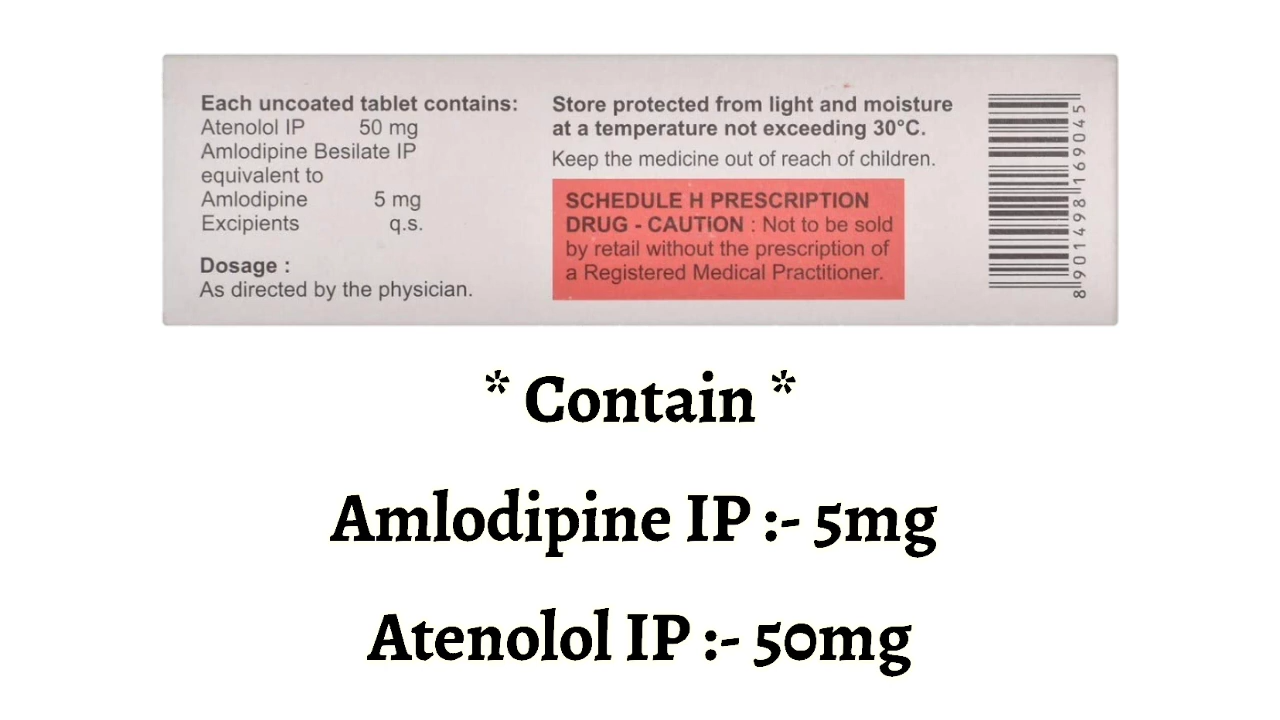 Each uncoated tablet contains:
Atenolol IP 50 mg
Amlodipine Besilate IP
equivalent to
Amlodipine 5 mg
Excipients q.s.
Dosage :
As directed by the physician.
Store protected from light and moisture
at a temperature not exceeding 30°C.
Keep the medicine out of reach of children.
SCHEDULE H PRESCRIPTION
DRUG - CAUTION : Not to be sold
by retail without the prescription of
a Registered Medical Practitioner.
8901498169045
* Contain *
Amlodipine IP :- 5mg
Atenolol IP :- 50mg